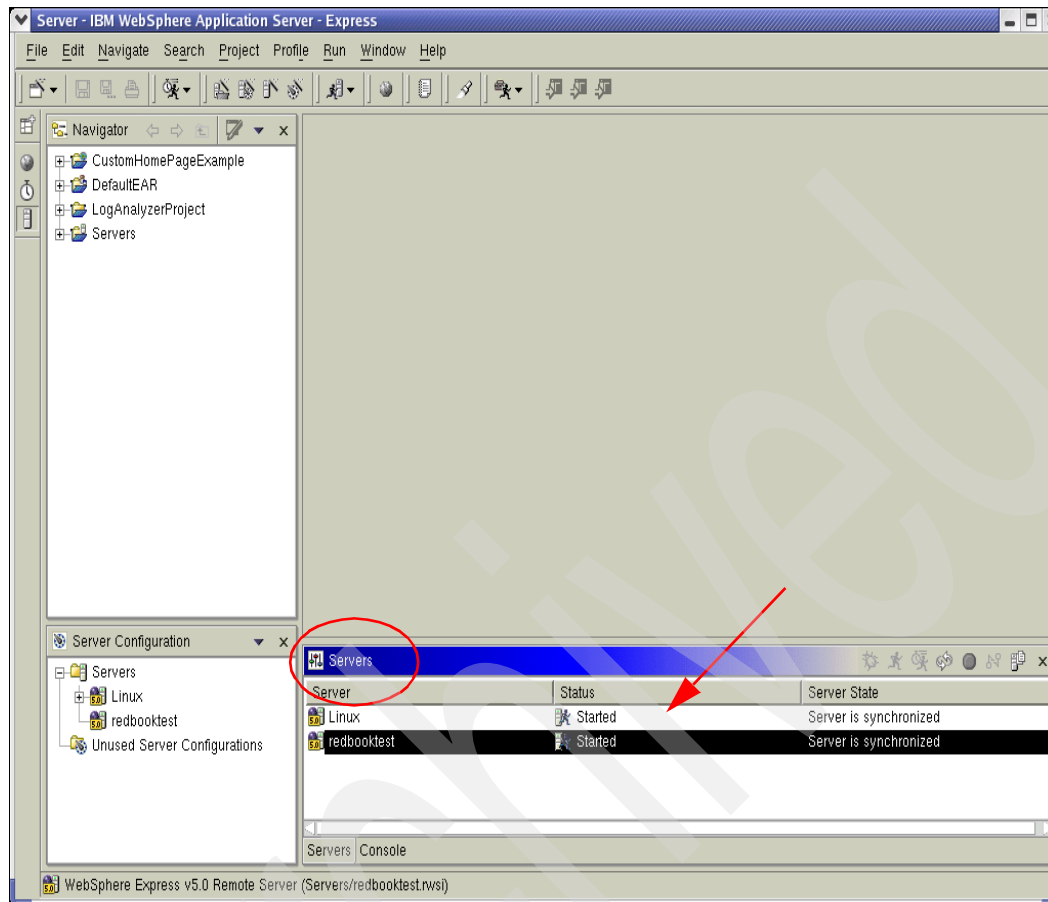 Server - IBM WebSphere Application Server - Express
File Edit Navigate Search Project Profile Run Window Help
Navigator
CustomHomePageExample
DefaultEAR
LogAnalyzerProject
Servers
Server Configuration
Servers
Linux
redbooktest
Unused Server Configurations
Servers
Server Status Server State
Linux Started Server is synchronized
redbooktest Started Server is synchronized
Servers Console
WebSphere Express v5.0 Remote Server (Servers/redbooktest.rwsi)